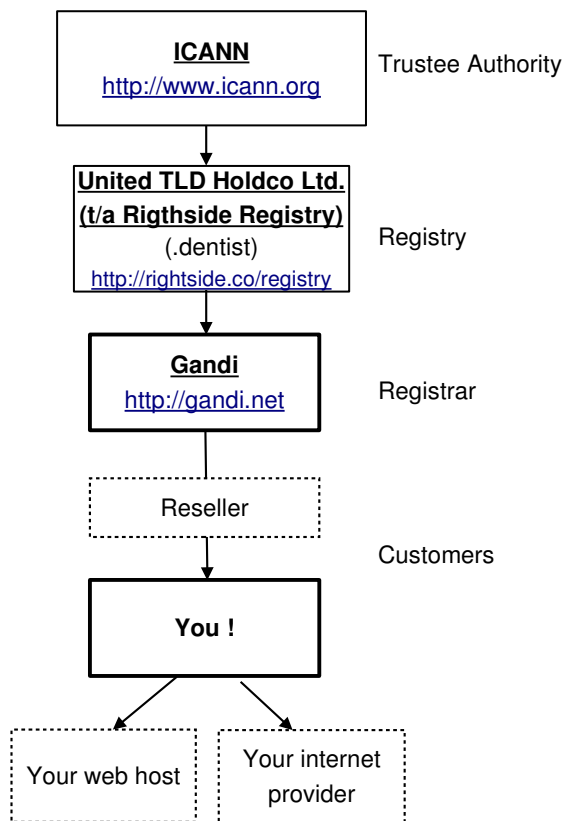 ICANN
http://www.icann.org
Trustee Authority
United TLD Holdco Ltd.
(t/a Rigthside Registry)
(.dentist)
http://rightside.co/registry
Registry
Gandi
http://gandi.net
Registrar
Reseller
Customers
You !
Your web host
Your internet
provider